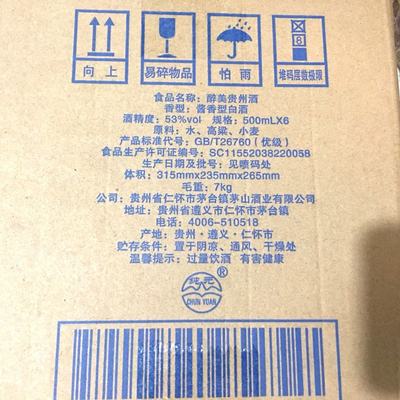 8
向上
易碎物品
怕雨
堆码层数极限
食品名称：醉美贵州酒
香型：酱香型白酒
酒精度：53%vol 规格：500mLX6
原料：水、高粱、小麦
产品标准代号：GB/T26760（优级）
食品生产许可证编号：SC11552038220058
生产日期及批号：见喷码处
体积：315mmx235mmx265mm
毛重：7kg
公司：贵州省仁怀市茅台镇茅山酒业有限公司
地址：贵州省遵义市仁怀市茅台镇
电话：4006-510518
产地：贵州·遵义·仁怀市
贮存条件：置于阴凉、通风、干燥处
温馨提示：过量饮酒 有害健康
®
CHUN YUAN